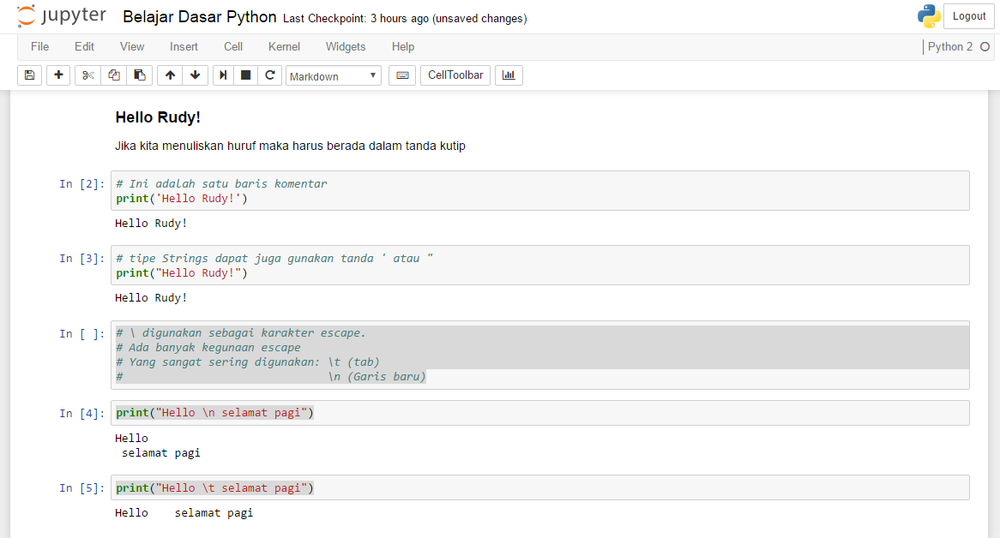 jupyter Belajar Dasar Python Last Checkpoint: 3 hours ago (unsaved changes) Logout
File Edit View Insert Cell Kernel Widgets Help Python 2
Markdown CellToolbar
Hello Rudy!
Jika kita menuliskan huruf maka harus berada dalam tanda kutip
In [2]: # Ini adalah satu baris komentar
print('Hello Rudy!')
Hello Rudy!
In [3]: # tipe Strings dapat juga gunakan tanda ' atau "
print("Hello Rudy!")
Hello Rudy!
In [ ]: # \ digunakan sebagai karakter escape.
# Ada banyak kegunaan escape
# Yang sangat sering digunakan: \t (tab)
#                               \n (Garis baru)
In [4]: print("Hello \n selamat pagi")
Hello
 selamat pagi
In [5]: print("Hello \t selamat pagi")
Hello    selamat pagi